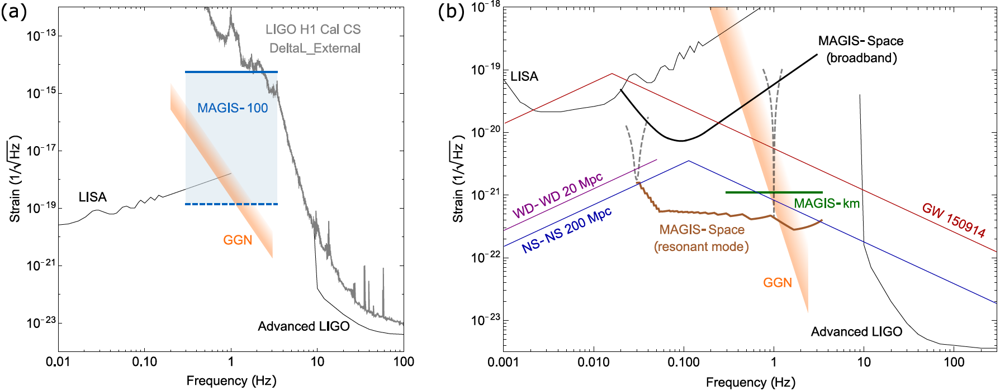 (a)
LIGO H1 Cal CS
DeltaL_External
MAGIS-100
LISA
GGN
Advanced LIGO
10⁻¹³
10⁻¹⁵
10⁻¹⁷
10⁻¹⁹
10⁻²¹
10⁻²³
Strain (1/√Hz)
0.01
0.10
1
10
100
Frequency (Hz)
(b)
MAGIS-Space
(broadband)
LISA
WD-WD 20 Mpc
NS-NS 200 Mpc
MAGIS-km
MAGIS-Space
(resonant mode)
GW 150914
GGN
Advanced LIGO
10⁻¹⁸
10⁻¹⁹
10⁻²⁰
10⁻²¹
10⁻²²
10⁻²³
Strain (1/√Hz)
0.001
0.010
0.100
1
10
100
Frequency (Hz)